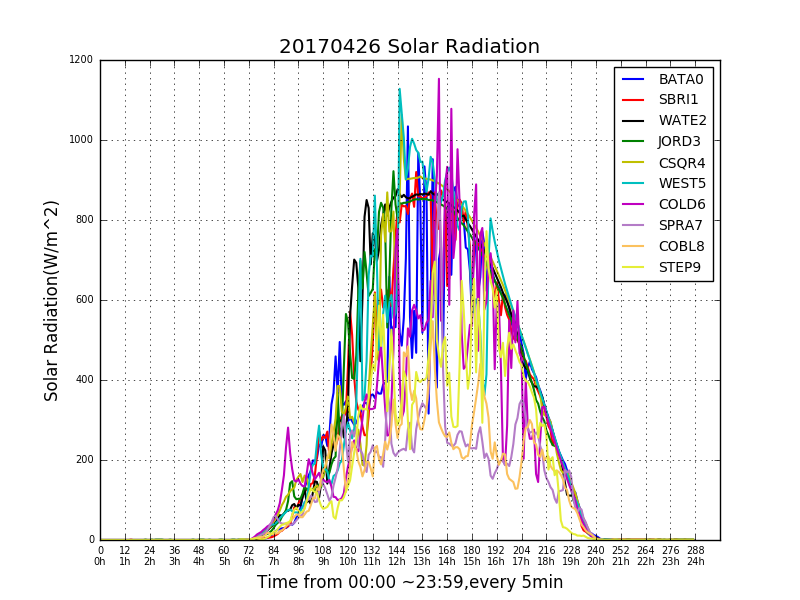 20170426 Solar Radiation
Solar Radiation(W/m^2)
1200
1000
800
600
400
200
0
BATA0
SBRI1
WATE2
JORD3
CSQR4
WEST5
COLD6
SPRA7
COBL8
STEP9
0 12 24 36 48 60 72 84 96 108 120 132 144 156 168 180 192 204 216 228 240 252 264 276 288
0h 1h 2h 3h 4h 5h 6h 7h 8h 9h 10h 11h 12h 13h 14h 15h 16h 17h 18h 19h 20h 21h 22h 23h 24h
Time from 00:00 ~23:59,every 5min